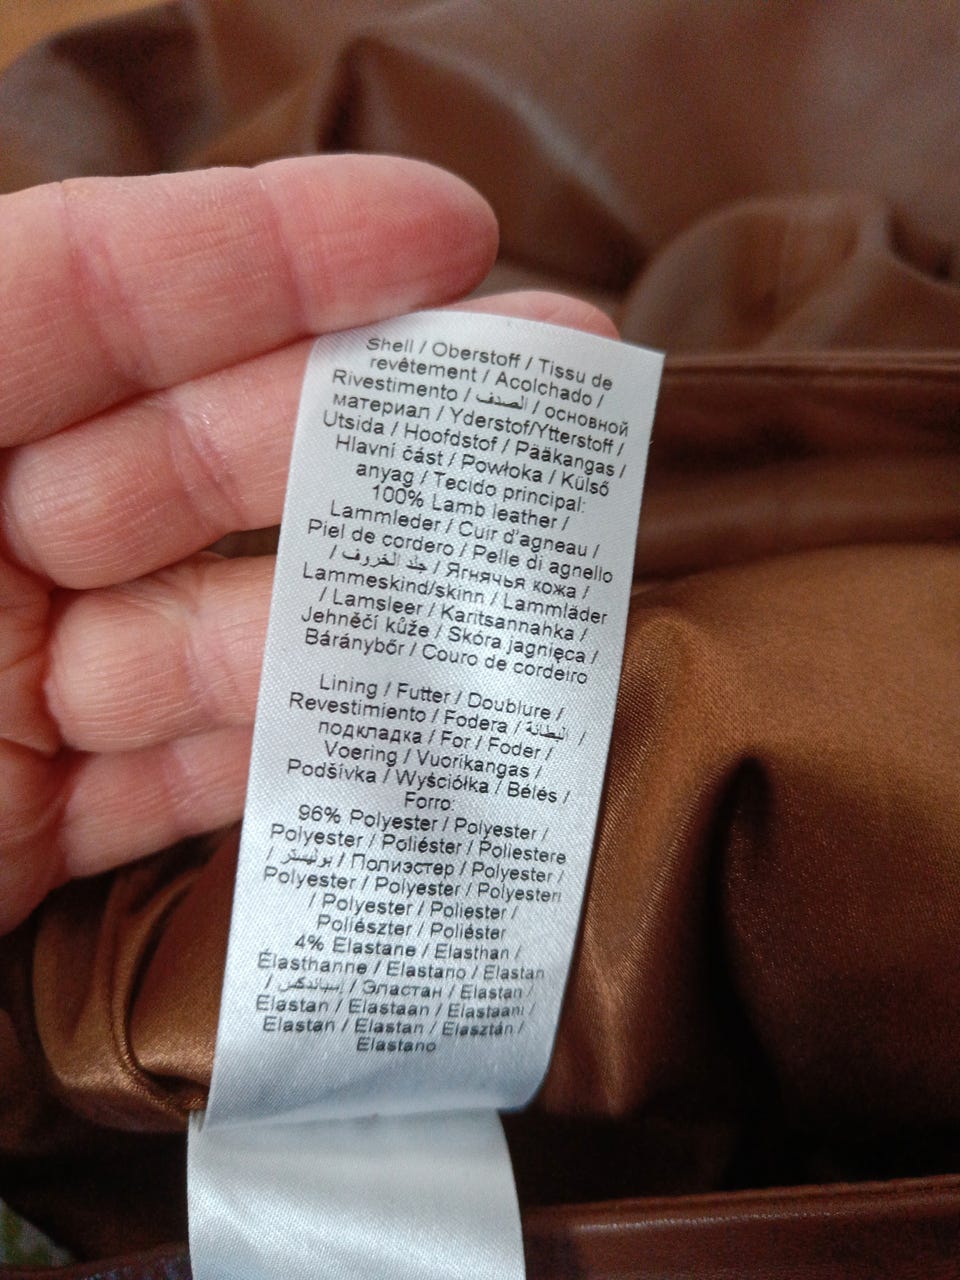 Shell / Oberstoff / Tissu de
revêtement / Acolchado /
Rivestimento / الصدف / основной
материал / Yderstof/Ytterstoff /
Utsida / Hoofdstof / Pääkangas /
Hlavní část / Powłoka / Külső
anyag / Tecido principal:
100% Lamb leather /
Lammleder / Cuir d'agneau /
Piel de cordero / Pelle di agnello
/ جلد الخروف / Ягнячья кожа /
Lammeskind/skinn / Lammläder
/ Lamsleer / Karitsannahka /
Jehněčí kůže / Skóra jagnięca /
Báránybőr / Couro de cordeiro
Lining / Futter / Doublure /
Revestimiento / Fodera / البطانة /
подкладка / For / Foder /
Voering / Vuorikangas /
Podšívka / Wyściółka / Bélés /
Forro:
96% Polyester / Polyester /
Polyester / Poliéster / Poliestere
/ بوليستر / Полиэстер / Polyester /
Polyester / Polyester / Polyesteri
/ Polyester / Poliester /
Poliészter / Poliéster
4% Elastane / Elasthan /
Élasthanne / Elastano / Elastan
/ إسباندكس / Эластан / Elastan /
Elastan / Elastaan / Elastaani /
Elastan / Elastan / Elasztán /
Elastano